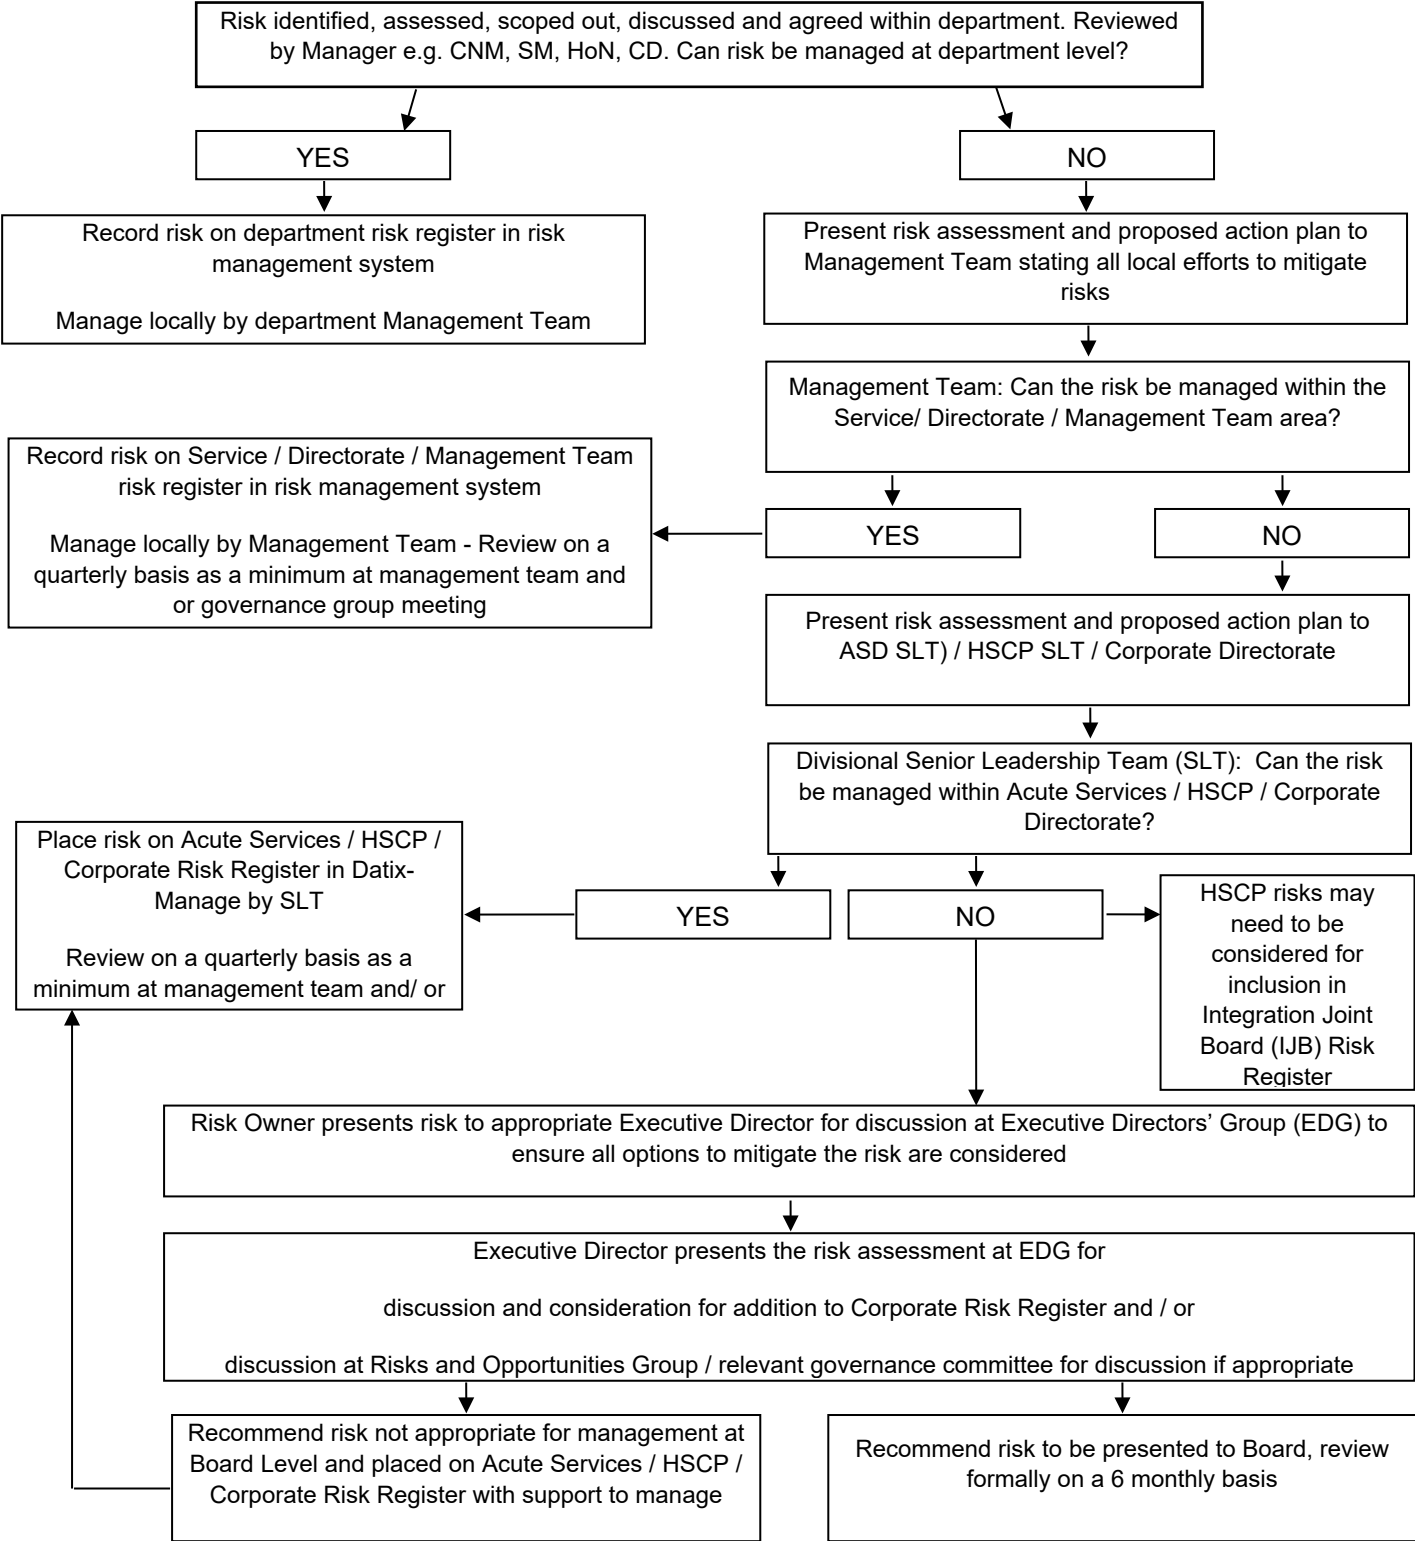 Risk identified, assessed, scoped out, discussed and agreed within department. Reviewed
by Manager e.g. CNM, SM, HoN, CD. Can risk be managed at department level?
YES
NO
Record risk on department risk register in risk
management system
Manage locally by department Management Team
Present risk assessment and proposed action plan to
Management Team stating all local efforts to mitigate
risks
Management Team: Can the risk be managed within the
Service/ Directorate / Management Team area?
Record risk on Service / Directorate / Management Team
risk register in risk management system
Manage locally by Management Team - Review on a
quarterly basis as a minimum at management team and
or governance group meeting
YES
NO
Present risk assessment and proposed action plan to
ASD SLT) / HSCP SLT / Corporate Directorate
Divisional Senior Leadership Team (SLT):  Can the risk
be managed within Acute Services / HSCP / Corporate
Directorate?
Place risk on Acute Services / HSCP /
Corporate Risk Register in Datix-
Manage by SLT
Review on a quarterly basis as a
minimum at management team and/ or
YES
NO
HSCP risks may
need to be
considered for
inclusion in
Integration Joint
Board (IJB) Risk
Register
Risk Owner presents risk to appropriate Executive Director for discussion at Executive Directors’ Group (EDG) to
ensure all options to mitigate the risk are considered
Executive Director presents the risk assessment at EDG for
discussion and consideration for addition to Corporate Risk Register and / or
discussion at Risks and Opportunities Group / relevant governance committee for discussion if appropriate
Recommend risk not appropriate for management at
Board Level and placed on Acute Services / HSCP /
Corporate Risk Register with support to manage
Recommend risk to be presented to Board, review
formally on a 6 monthly basis